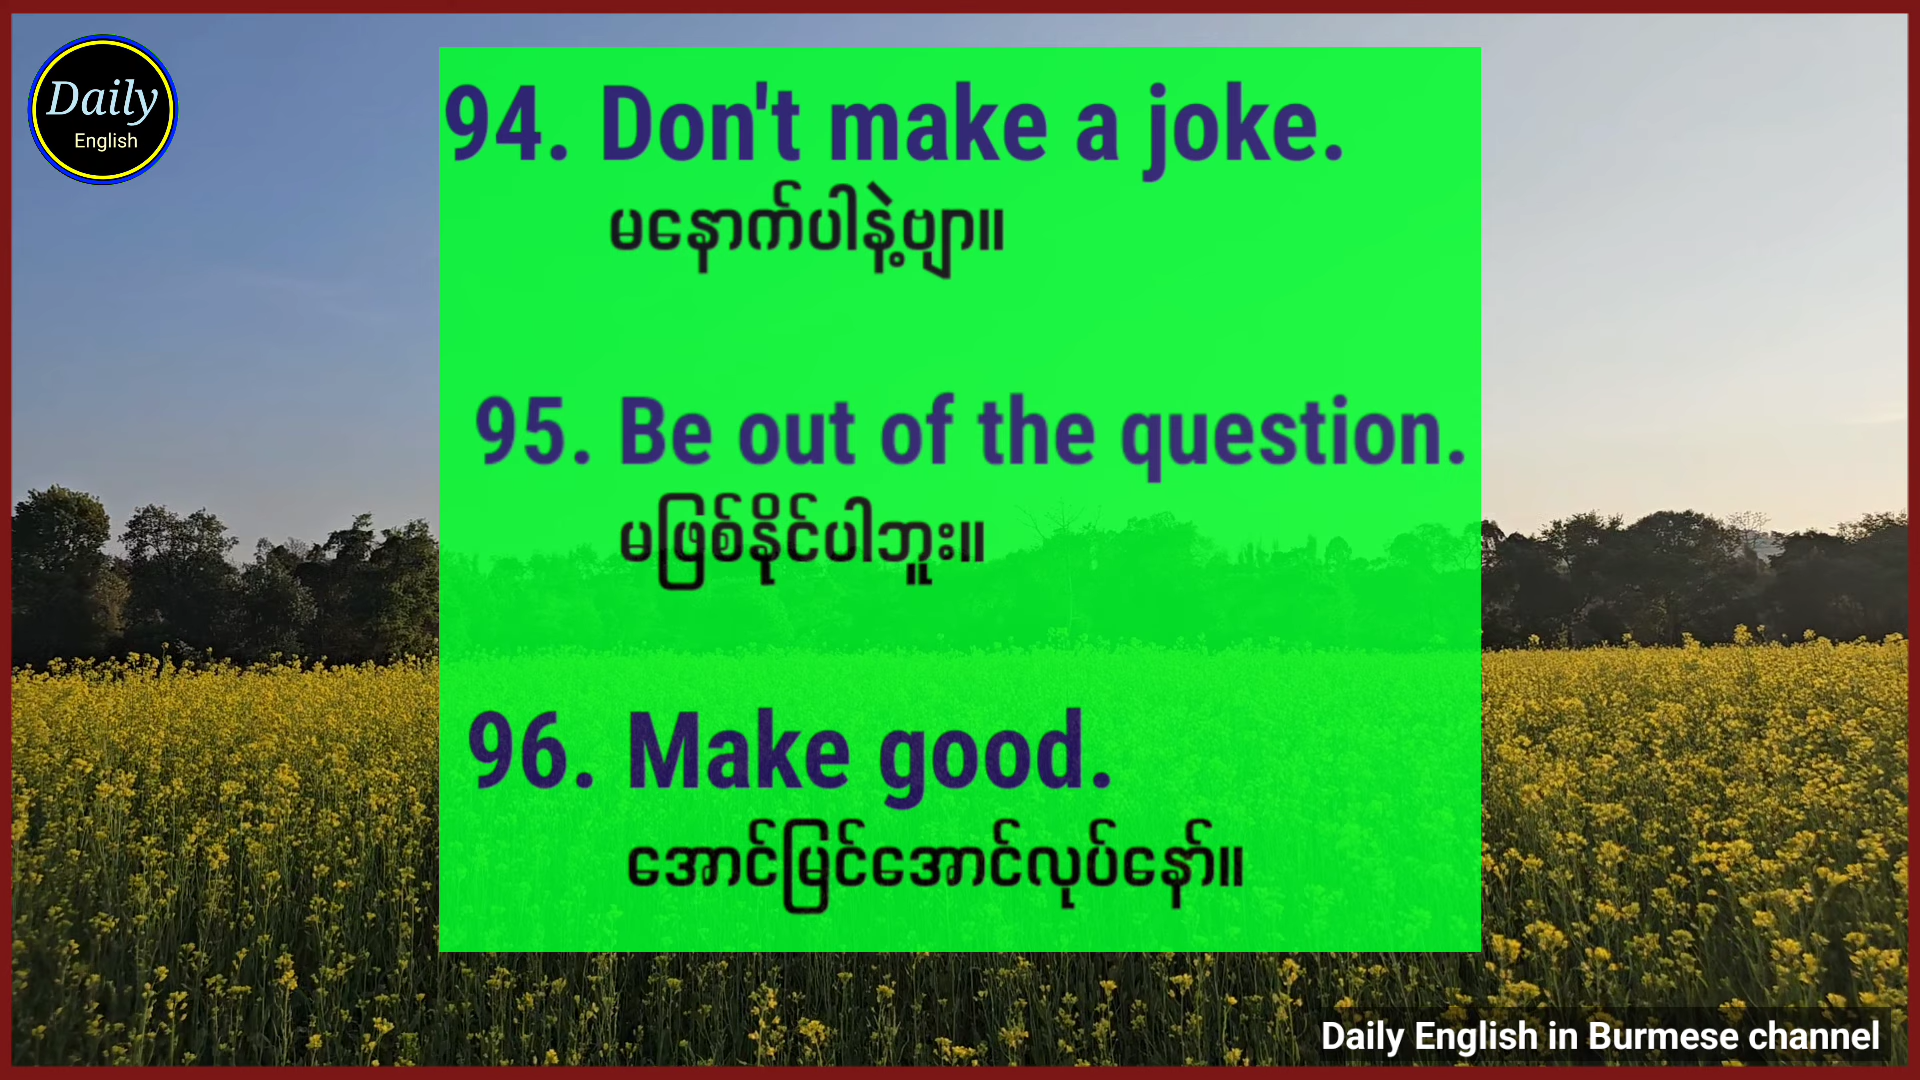 Daily
English
94. Don't make a joke.
မနောက်ပါနဲ့ဗျာ။
95. Be out of the question.
မဖြစ်နိုင်ပါဘူး။
96. Make good.
အောင်မြင်အောင်လုပ်နော်။
Daily English in Burmese channel